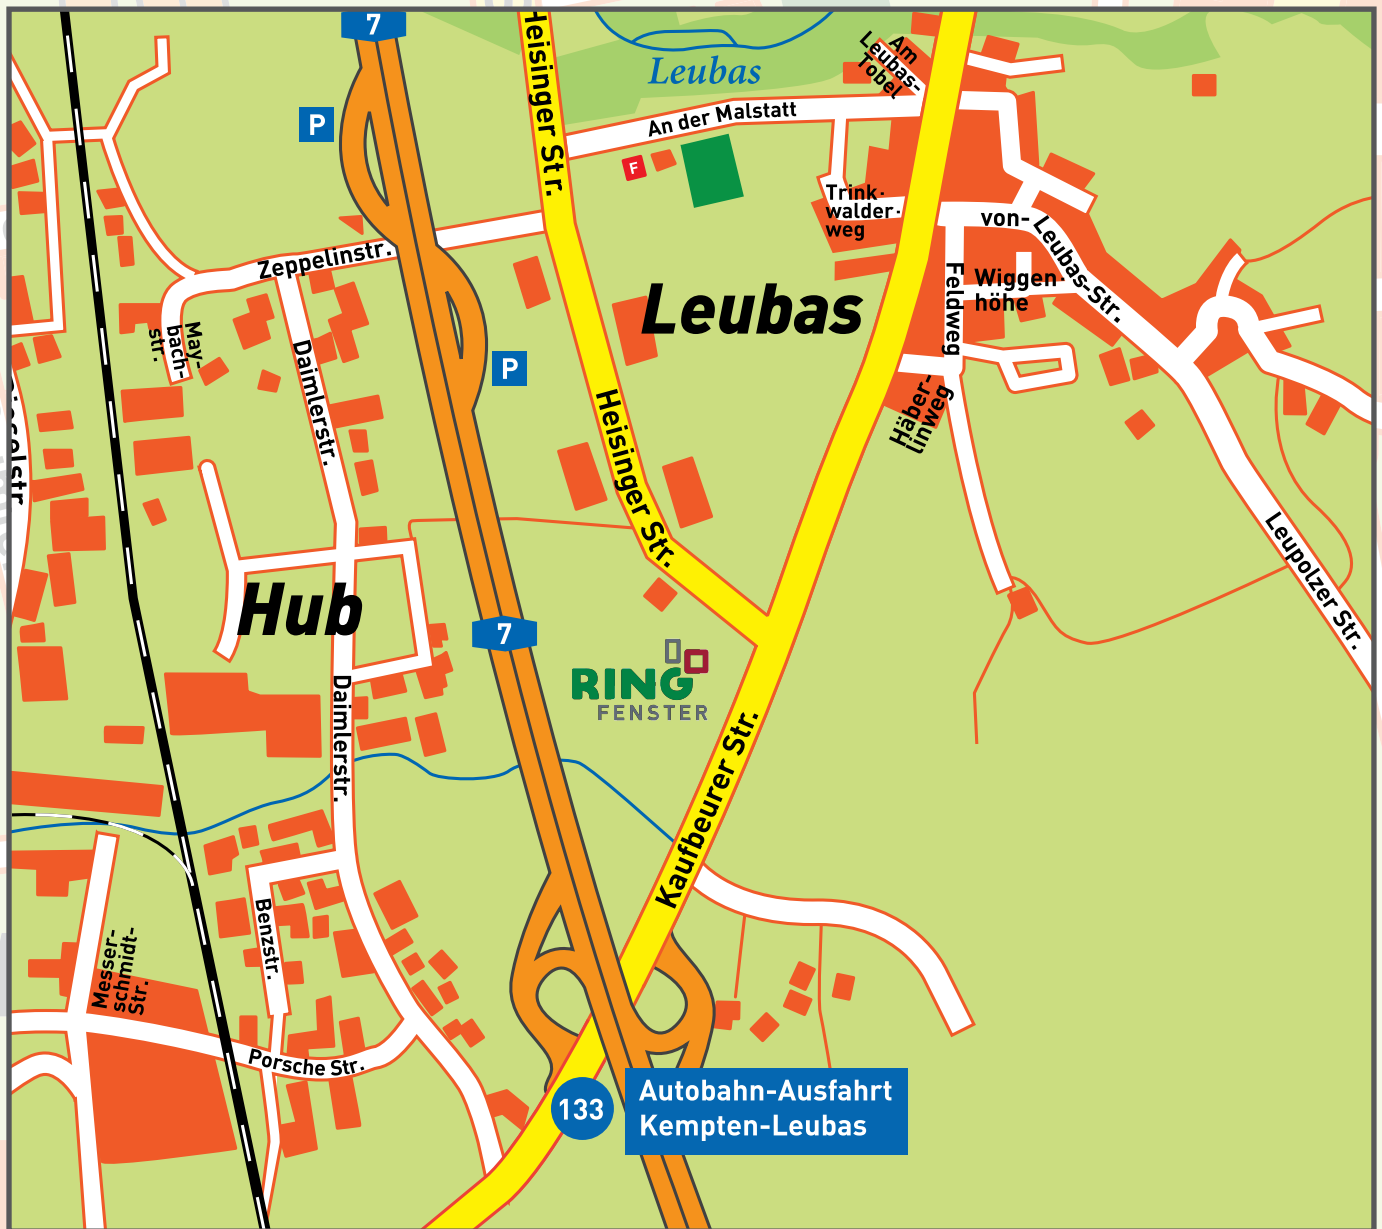 7
Heisinger Str.
Am
Leubas-
Tobel
Leubas
P
An der Malstatt
F
Trink-
walder-
weg
von-
Leubas-Str.
Zeppelinstr.
Feldweg
Wiggen-
höhe
Leubas
May-
bach-
str.
Daimlerstr.
P
Häber-
linweg
Heisinger Str.
Leupolzer Str.
Hub
7
RING
FENSTER
Daimlerstr.
Kaufbeurer Str.
Benzstr.
Messer-
schmidt-
Str.
Porsche Str.
133
Autobahn-Ausfahrt
Kempten-Leubas